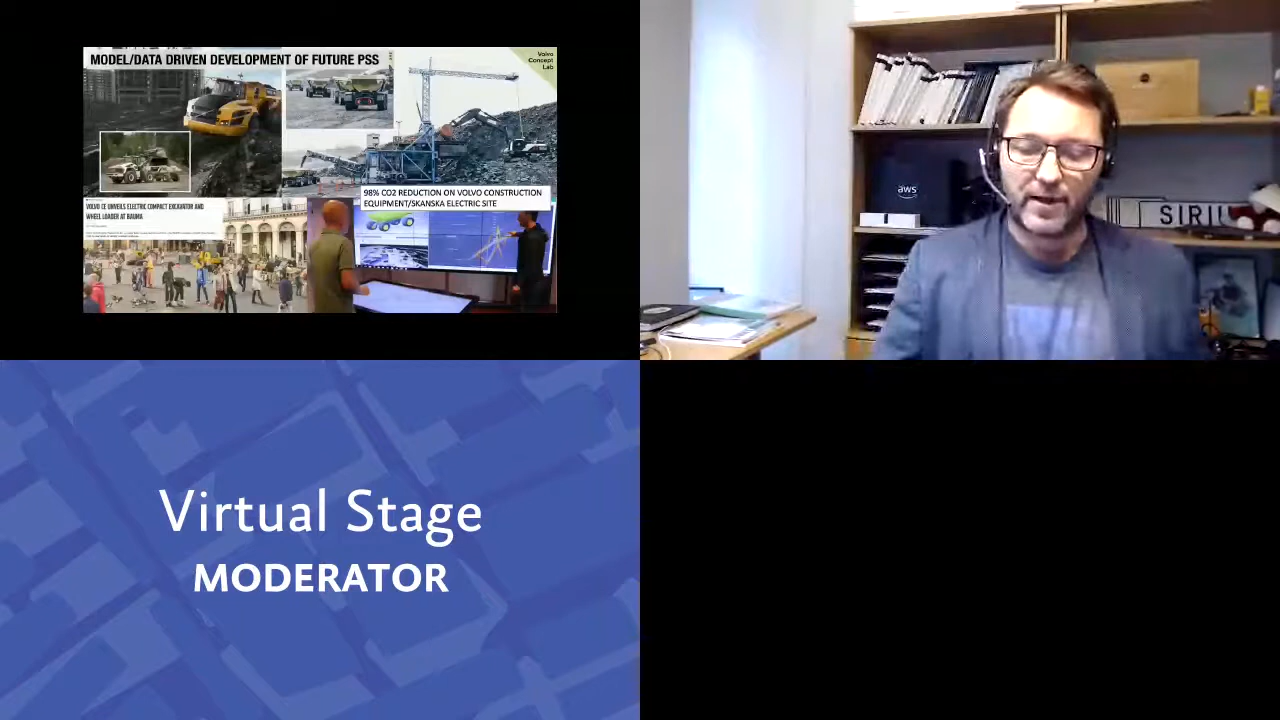 MODEL/DATA DRIVEN DEVELOPMENT OF FUTURE PSS
Volvo
Concept
Lab
98% CO2 REDUCTION ON VOLVO CONSTRUCTION
EQUIPMENT/SKANSKA ELECTRIC SITE
VOLVO CE UNVEILS ELECTRIC COMPACT EXCAVATOR AND
WHEEL LOADER AT BAUMA
aws
SIRIU
Virtual Stage
MODERATOR